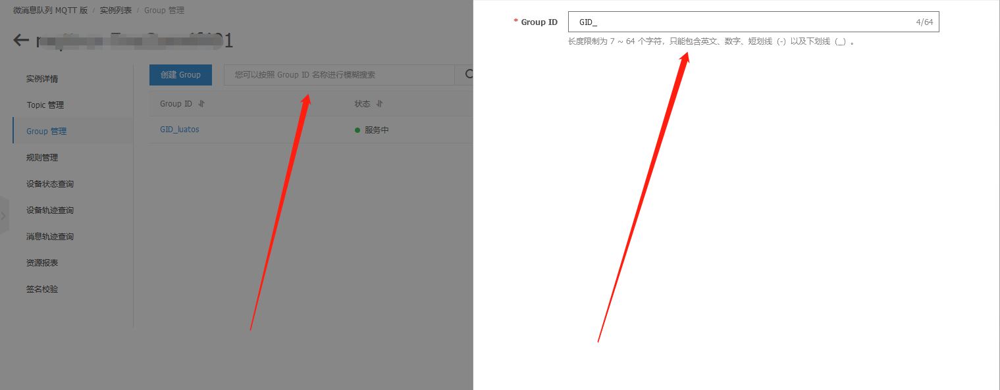 微消息队列 MQTT 版 / 实例列表 / Group 管理
实例详情
Topic 管理
Group 管理
规则管理
设备状态查询
设备轨迹查询
消息轨迹查询
资源报表
签名校验
创建 Group
您可以按照 Group ID 名称进行模糊搜索
Group ID 状态
GID_luatos 服务中
* Group ID GID_ 4/64
长度限制为 7 ~ 64 个字符，只能包含英文、数字、短划线（-）以及下划线（_）。